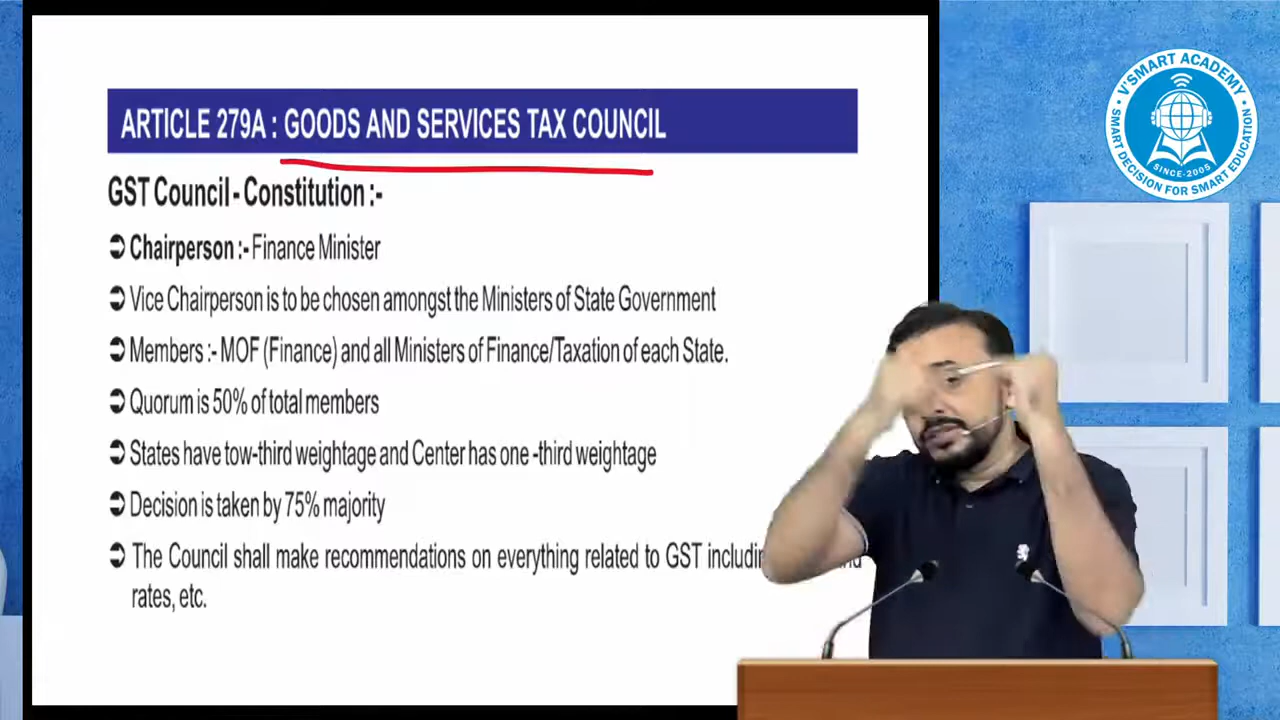 ARTICLE 279A : GOODS AND SERVICES TAX COUNCIL
GST Council - Constitution :-
➲ Chairperson :- Finance Minister
➲ Vice Chairperson is to be chosen amongst the Ministers of State Government
➲ Members :- MOF (Finance) and all Ministers of Finance/Taxation of each State.
➲ Quorum is 50% of total members
➲ States have tow-third weightage and Center has one -third weightage
➲ Decision is taken by 75% majority
➲ The Council shall make recommendations on everything related to GST
rates, etc.
V'SMART ACADEMY
SINCE-2005
SMART DECISION FOR SMART EDUCATION